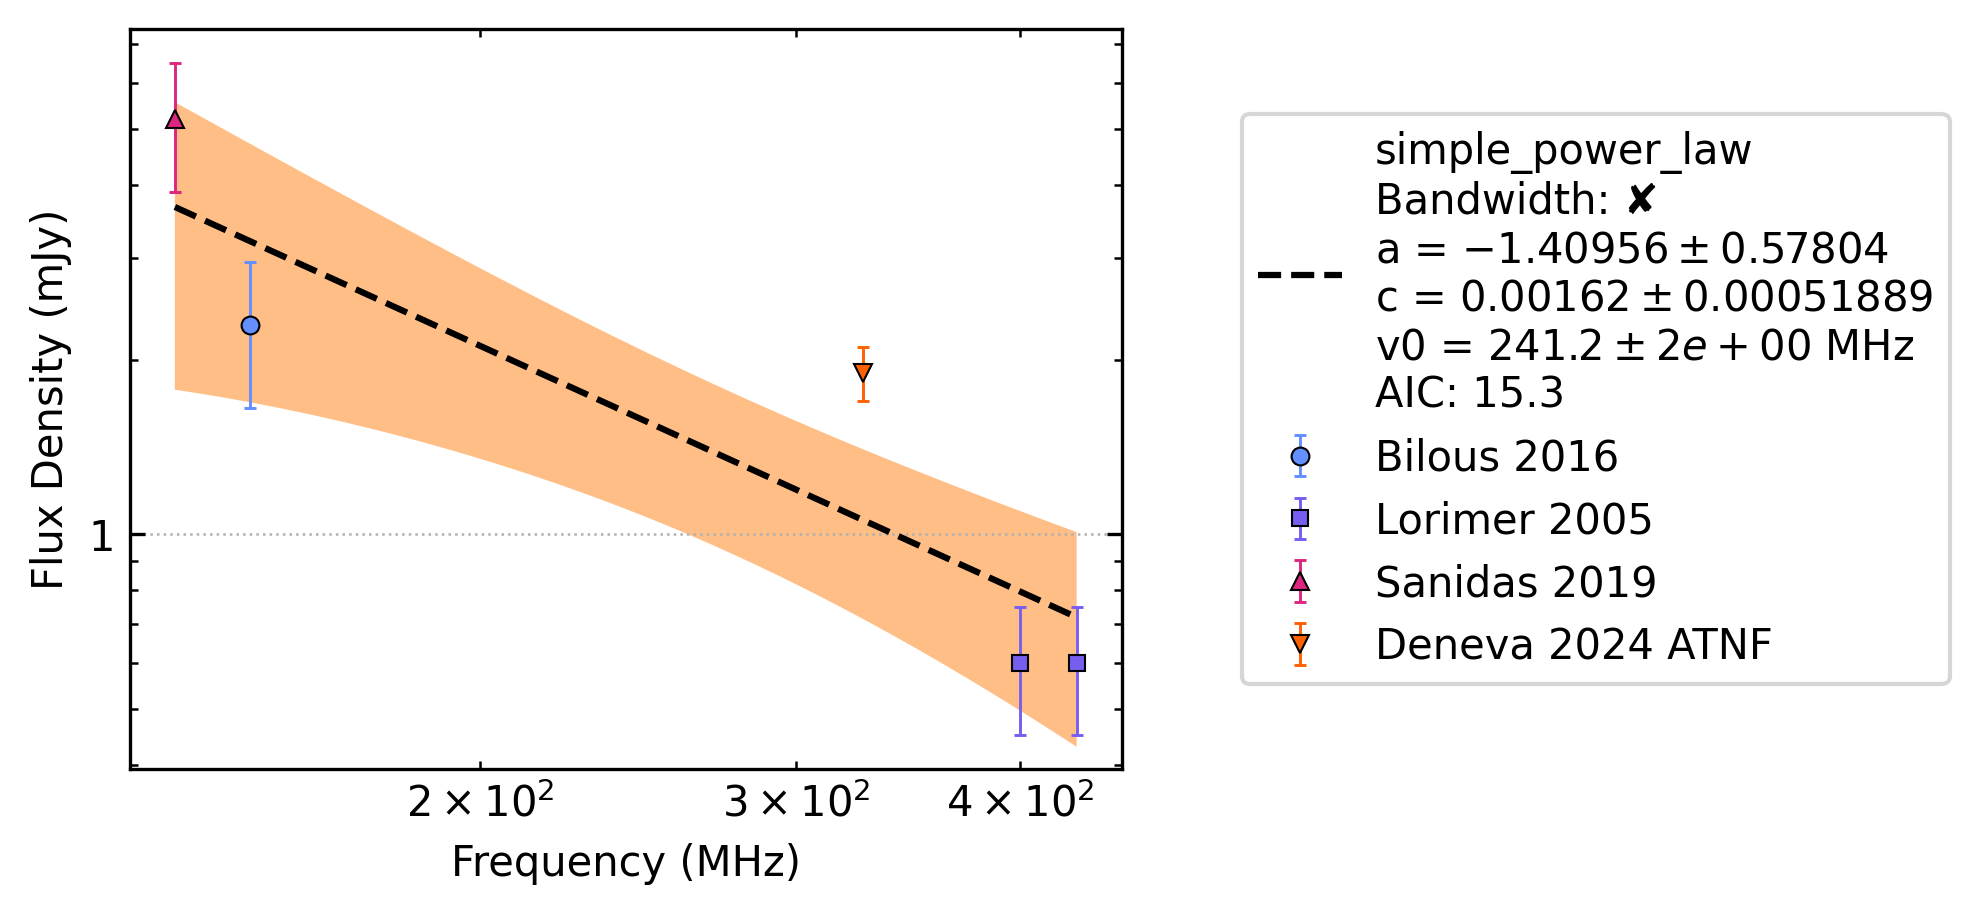 Flux Density (mJy)
1
2 × 10²
3 × 10²
4 × 10²
Frequency (MHz)
simple_power_law
Bandwidth: ✘
a = −1.40956 ± 0.57804
c = 0.00162 ± 0.00051889
v0 = 241.2 ± 2e + 00 MHz
AIC: 15.3
Bilous 2016
Lorimer 2005
Sanidas 2019
Deneva 2024 ATNF